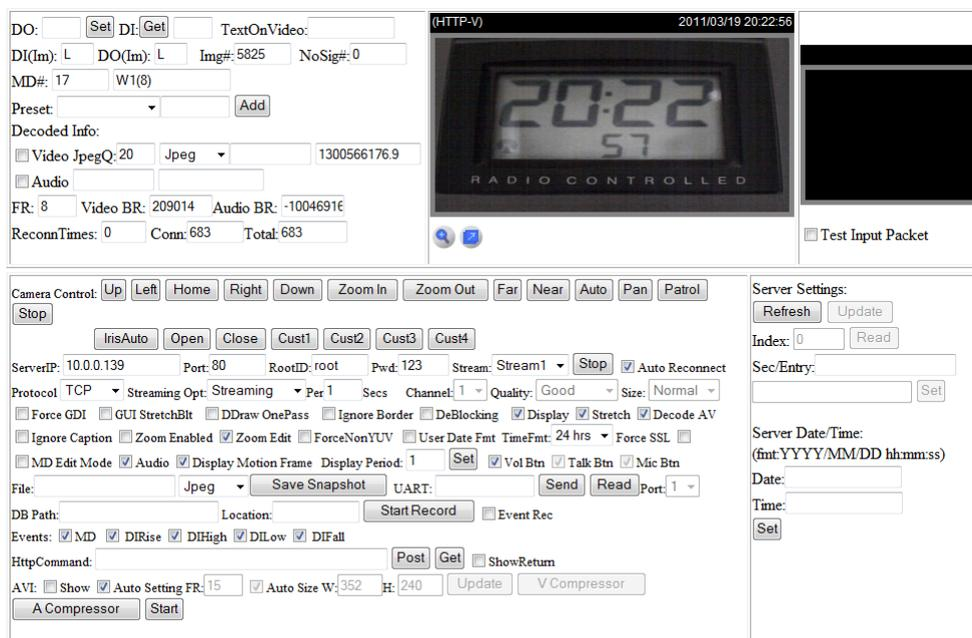 DO: Set DI: Get TextOnVideo:
DI(Im): L DO(Im): L Img#: 5825 NoSig#: 0
MD#: 17 W1(8)
Preset: Add
Decoded Info:
Video JpegQ: 20 Jpeg 1300566176.9
Audio
FR: 8 Video BR: 209014 Audio BR: -10046916
ReconnTimes: 0 Conn: 683 Total: 683
(HTTP-V) 2011/03/19 20:22:56
20:22
57
RADIO CONTROLLED
Test Input Packet
Camera Control: Up Left Home Right Down Zoom In Zoom Out Far Near Auto Pan Patrol
Stop
IrisAuto Open Close Cust1 Cust2 Cust3 Cust4
ServerIP: 10.0.0.139 Port: 80 RootID: root Pwd: 123 Stream: Stream1 Stop Auto Reconnect
Protocol TCP Streaming Opt: Streaming Per 1 Secs Channel: 1 Quality: Good Size: Normal
Force GDI GUI StretchBlt DDraw OnePass Ignore Border DeBlocking Display Stretch Decode AV
Ignore Caption Zoom Enabled Zoom Edit ForceNonYUV User Date Fmt TimeFmt: 24 hrs Force SSL
MD Edit Mode Audio Display Motion Frame Display Period: 1 Set Vol Btn Talk Btn Mic Btn
File: Jpeg Save Snapshot UART: Send Read Port: 1
DB Path: Location: Start Record Event Rec
Events: MD DIRise DIHigh DILow DIFall
HttpCommand: Post Get ShowReturn
AVI: Show Auto Setting FR: 15 Auto Size W: 352 H: 240 Update V Compressor
A Compressor Start
Server Settings:
Refresh Update
Index: 0 Read
Sec/Entry:
Set
Server Date/Time:
(fmt:YYYY/MM/DD hh:mm:ss)
Date:
Time:
Set